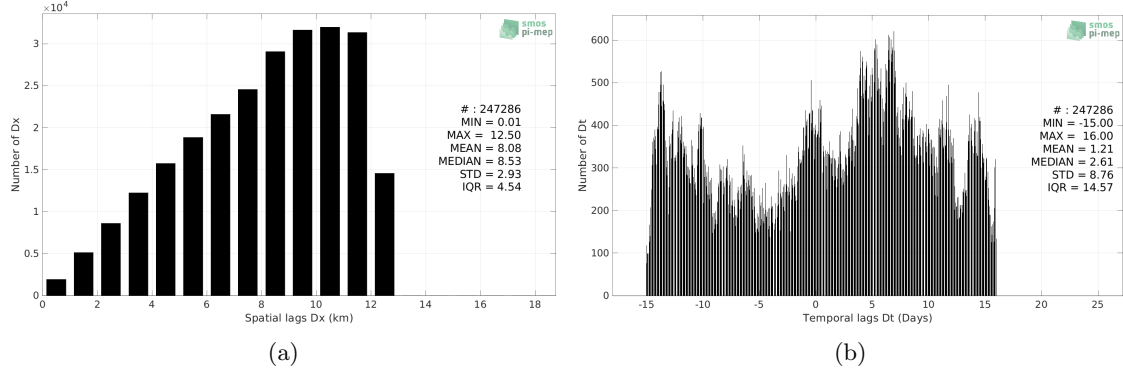 ×10⁴
3
2.5
2
1.5
1
0.5
0
Number of Dx
0 2 4 6 8 10 12 14 16 18
Spatial lags Dx (km)
smos
pi-mep
# : 247286
MIN = 0.01
MAX = 12.50
MEAN = 8.08
MEDIAN = 8.53
STD = 2.93
IQR = 4.54
(a)
600
500
400
300
200
100
0
Number of Dt
-15 -10 -5 0 5 10 15 20 25
Temporal lags Dt (Days)
smos
pi-mep
# : 247286
MIN = -15.00
MAX = 16.00
MEAN = 1.21
MEDIAN = 2.61
STD = 8.76
IQR = 14.57
(b)